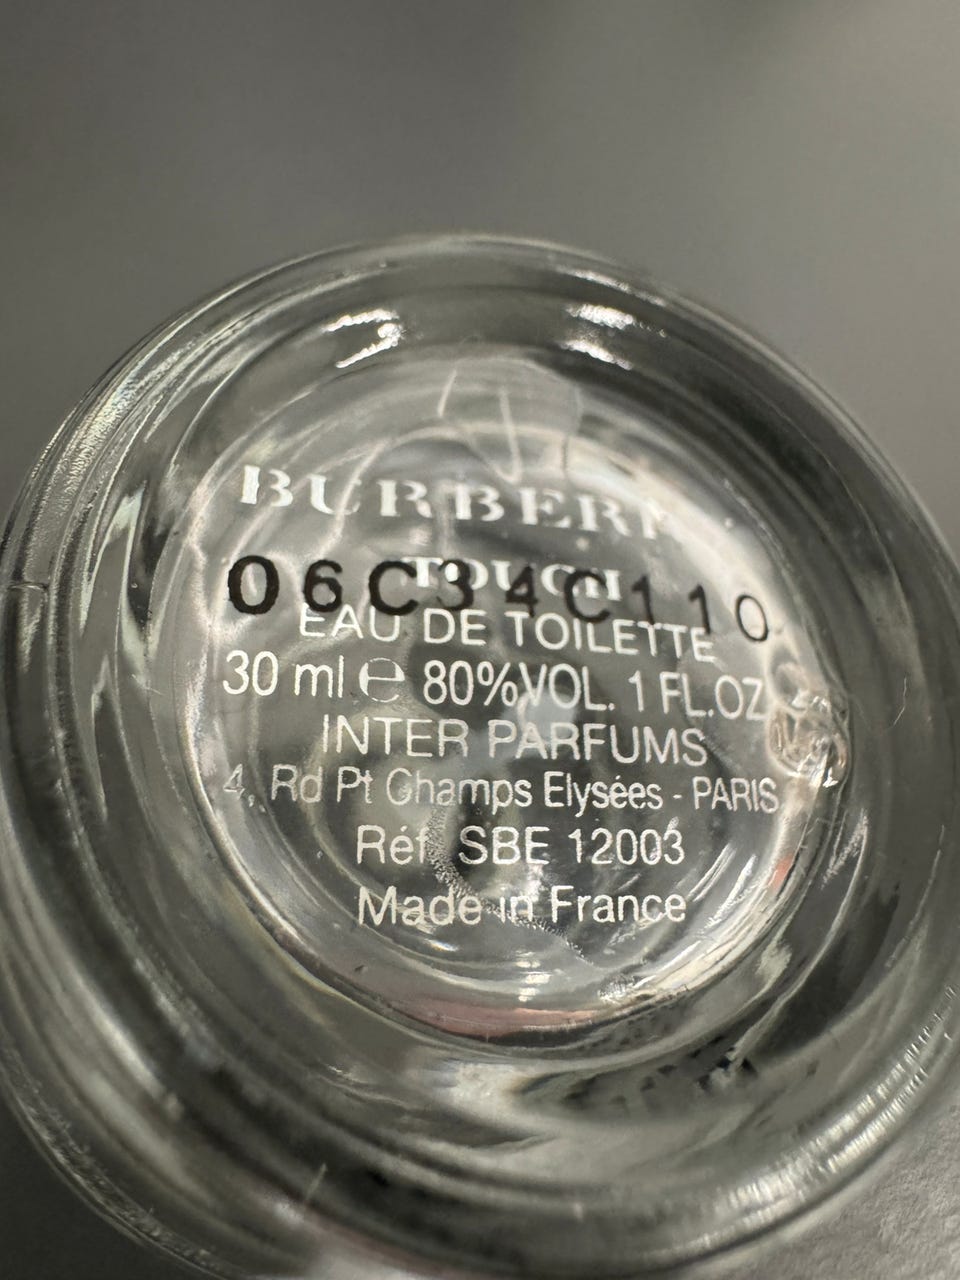 BURBERRY
TOUCH
06C34C110
EAU DE TOILETTE
30 ml e 80%VOL. 1 FL.OZ
INTER PARFUMS
4, Rd Pt Champs Elysées - PARIS
Réf. SBE 12003
Made in France